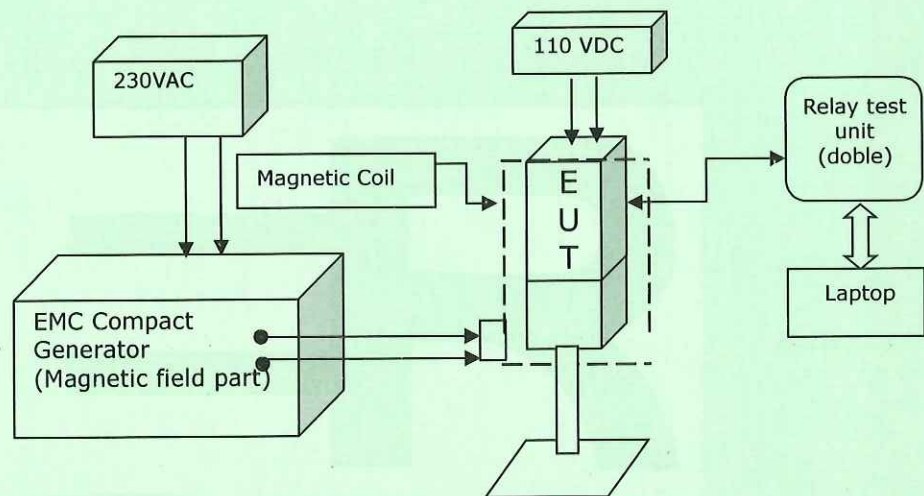 230VAC
110 VDC
Relay test
unit
(doble)
Magnetic Coil
E
U
T
EMC Compact
Generator
(Magnetic field part)
Laptop